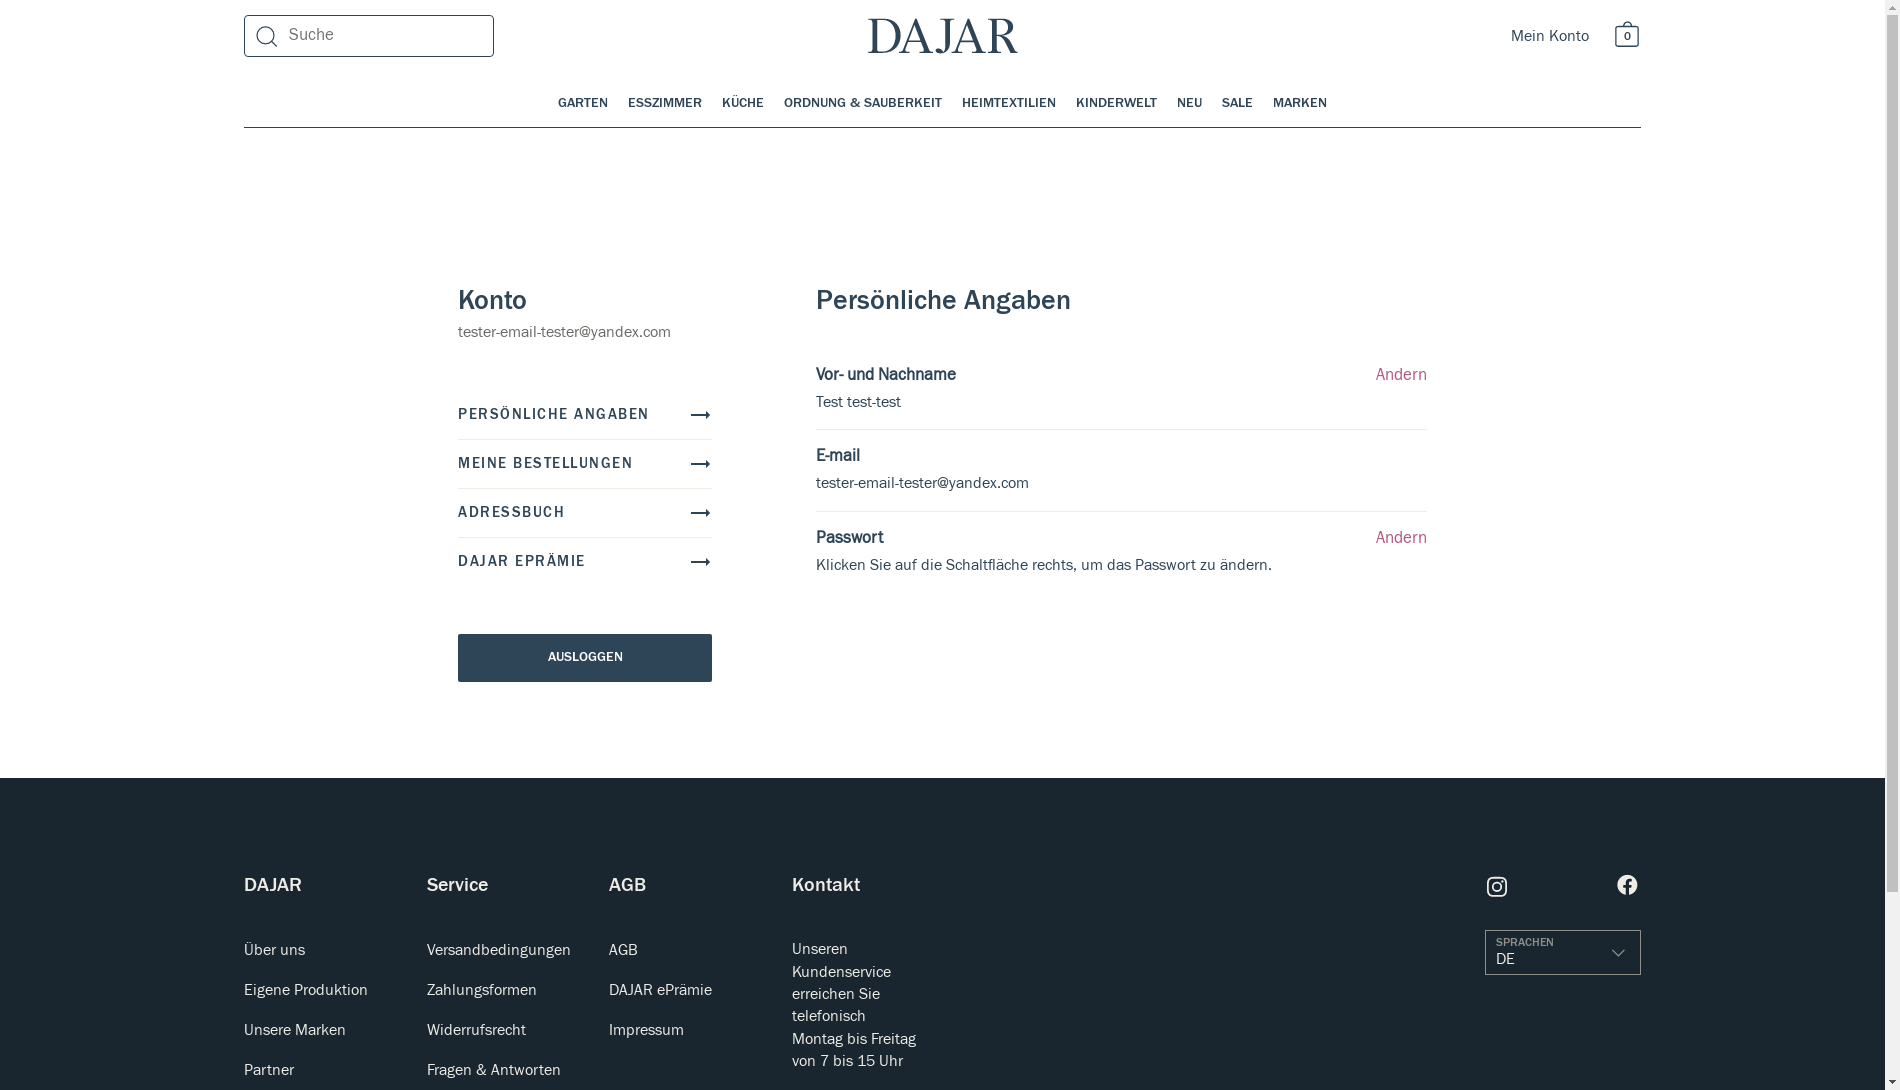 Suche
DAJAR
Mein Konto
0
GARTEN ESSZIMMER KÜCHE ORDNUNG & SAUBERKEIT HEIMTEXTILIEN KINDERWELT NEU SALE MARKEN
Konto
tester-email-tester@yandex.com
PERSÖNLICHE ANGABEN
MEINE BESTELLUNGEN
ADRESSBUCH
DAJAR EPRÄMIE
AUSLOGGEN
Persönliche Angaben
Vor- und Nachname Andern
Test test-test
E-mail
tester-email-tester@yandex.com
Passwort Andern
Klicken Sie auf die Schaltfläche rechts, um das Passwort zu ändern.
DAJAR
Über uns
Eigene Produktion
Unsere Marken
Partner
Service
Versandbedingungen
Zahlungsformen
Widerrufsrecht
Fragen & Antworten
AGB
AGB
DAJAR ePrämie
Impressum
Kontakt
Unseren
Kundenservice
erreichen Sie
telefonisch
Montag bis Freitag
von 7 bis 15 Uhr
SPRACHEN
DE